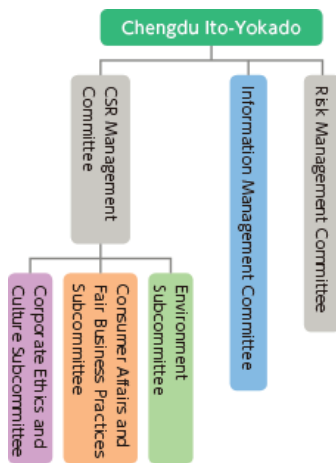 Chengdu Ito-Yokado
CSR Management
Committee
Information Management Committee
Risk Management Committee
Corporate Ethics and
Culture Subcommittee
Consumer Affairs and
Fair Business Practices
Subcommittee
Environment
Subcommittee